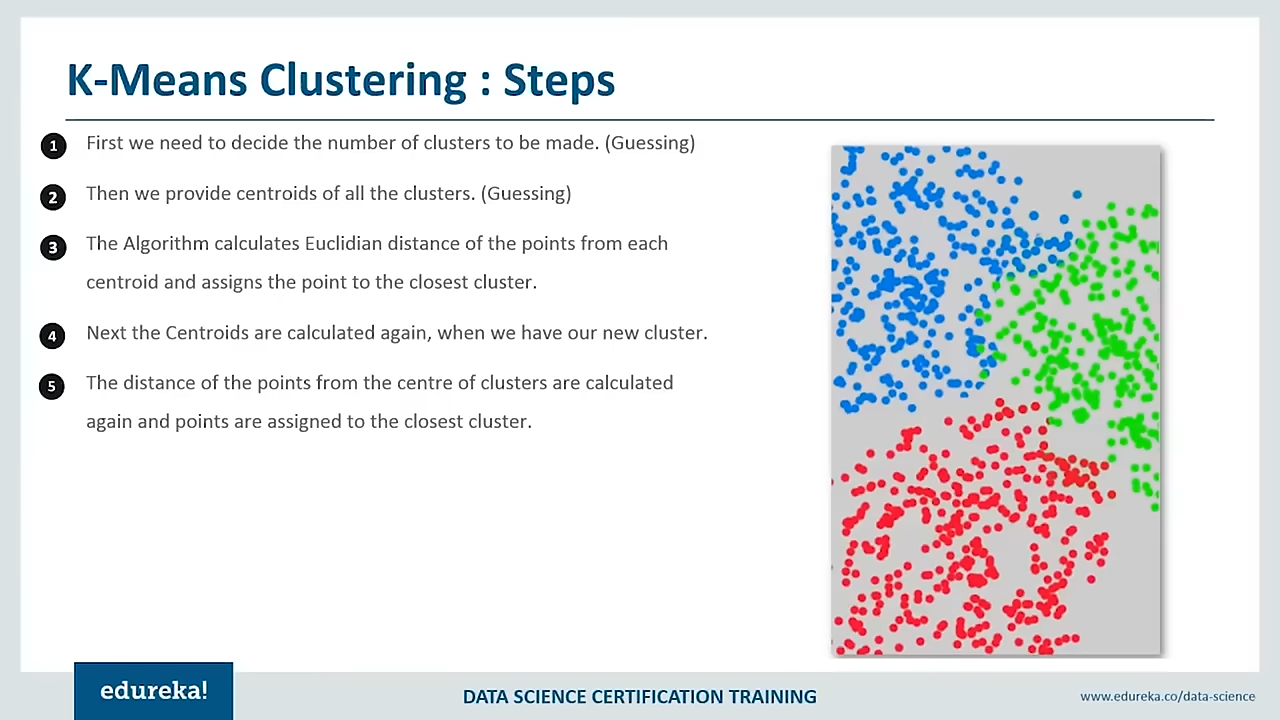 K-Means Clustering : Steps
1 First we need to decide the number of clusters to be made. (Guessing)
2 Then we provide centroids of all the clusters. (Guessing)
3 The Algorithm calculates Euclidian distance of the points from each
centroid and assigns the point to the closest cluster.
4 Next the Centroids are calculated again, when we have our new cluster.
5 The distance of the points from the centre of clusters are calculated
again and points are assigned to the closest cluster.
edureka!
DATA SCIENCE CERTIFICATION TRAINING
www.edureka.co/data-science